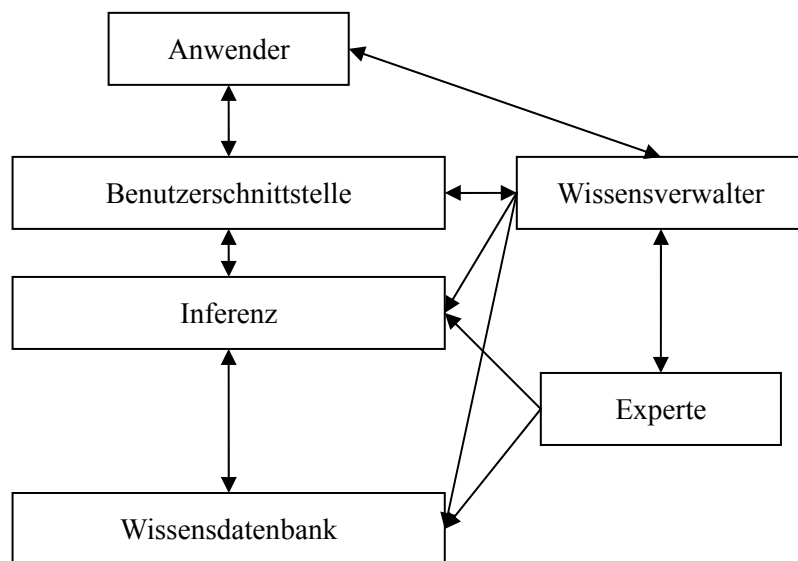 Anwender
Benutzerschnittstelle
Wissensverwalter
Inferenz
Experte
Wissensdatenbank